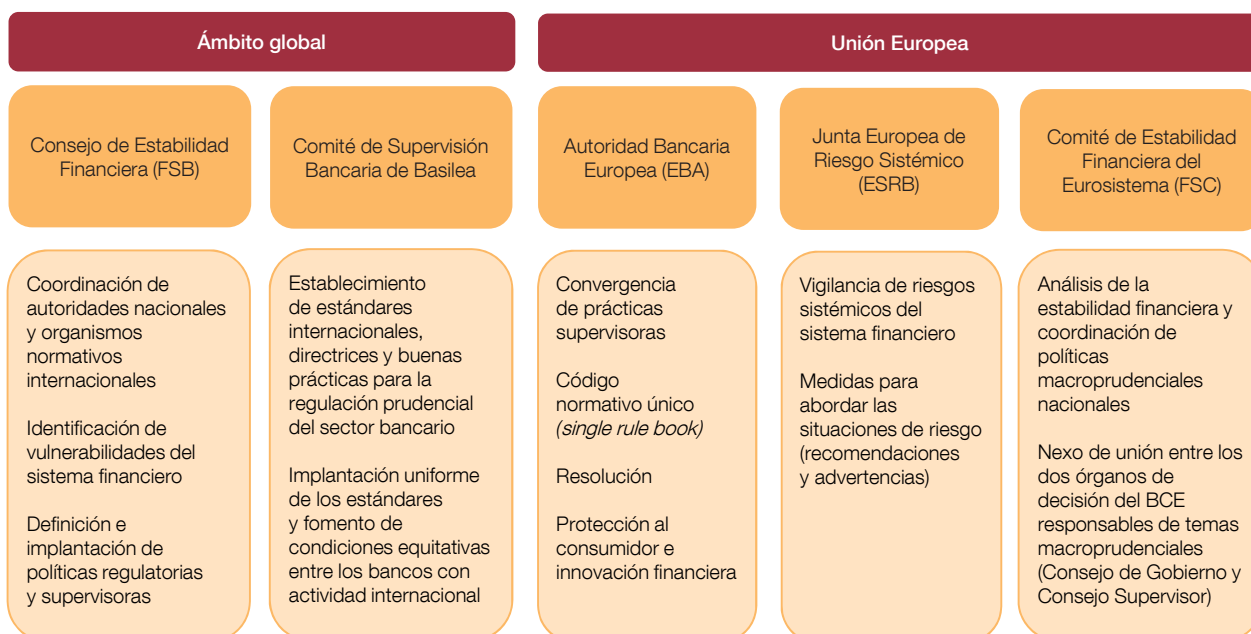 Ámbito global
Unión Europea
Consejo de Estabilidad
Financiera (FSB)
Comité de Supervisión
Bancaria de Basilea
Autoridad Bancaria
Europea (EBA)
Junta Europea de
Riesgo Sistémico
(ESRB)
Comité de Estabilidad
Financiera del
Eurosistema (FSC)
Coordinación de
autoridades nacionales
y organismos
normativos
internacionales
Identificación de
vulnerabilidades del
sistema financiero
Definición e
implantación de
políticas regulatorias
y supervisoras
Establecimiento
de estándares
internacionales,
directrices y buenas
prácticas para la
regulación prudencial
del sector bancario
Implantación uniforme
de los estándares
y fomento de
condiciones equitativas
entre los bancos con
actividad internacional
Convergencia
de prácticas
supervisoras
Código
normativo único
(single rule book)
Resolución
Protección al
consumidor e
innovación financiera
Vigilancia de riesgos
sistémicos del
sistema financiero
Medidas para
abordar las
situaciones de riesgo
(recomendaciones
y advertencias)
Análisis de la
estabilidad financiera y
coordinación de
políticas
macroprudenciales
nacionales
Nexo de unión entre los
dos órganos de
decisión del BCE
responsables de temas
macroprudenciales
(Consejo de Gobierno y
Consejo Supervisor)